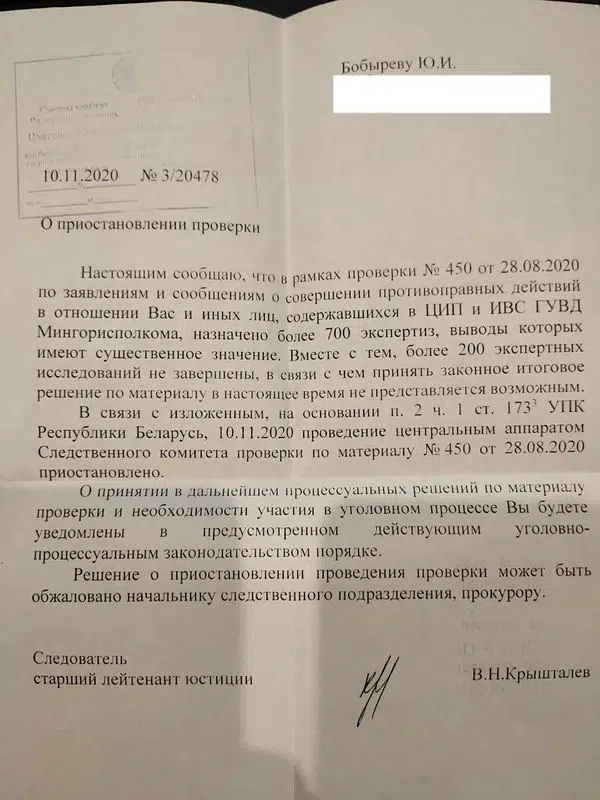 Бобыреву Ю.И.
Следчы камітэт
10.11.2020 № 3/20478
О приостановлении проверки
Настоящим сообщаю, что в рамках проверки № 450 от 28.08.2020
по заявлениям и сообщениям о совершении противоправных действий
в отношении Вас и иных лиц, содержавшихся в ЦИП и ИВС ГУВД
Мингорисполкома, назначено более 700 экспертиз, выводы которых
имеют существенное значение. Вместе с тем, более 200 экспертных
исследований не завершены, в связи с чем принять законное итоговое
решение по материалу в настоящее время не представляется возможным.
В связи с изложенным, на основании п. 2 ч. 1 ст. 173³ УПК
Республики Беларусь, 10.11.2020 проведение центральным аппаратом
Следственного комитета проверки по материалу № 450 от 28.08.2020
приостановлено.
О принятии в дальнейшем процессуальных решений по материалу
проверки и необходимости участия в уголовном процессе Вы будете
уведомлены в предусмотренном действующим уголовно-
процессуальным законодательством порядке.
Решение о приостановлении проведения проверки может быть
обжаловано начальнику следственного подразделения, прокурору.
Следователь
старший лейтенант юстиции В.Н.Крышталев